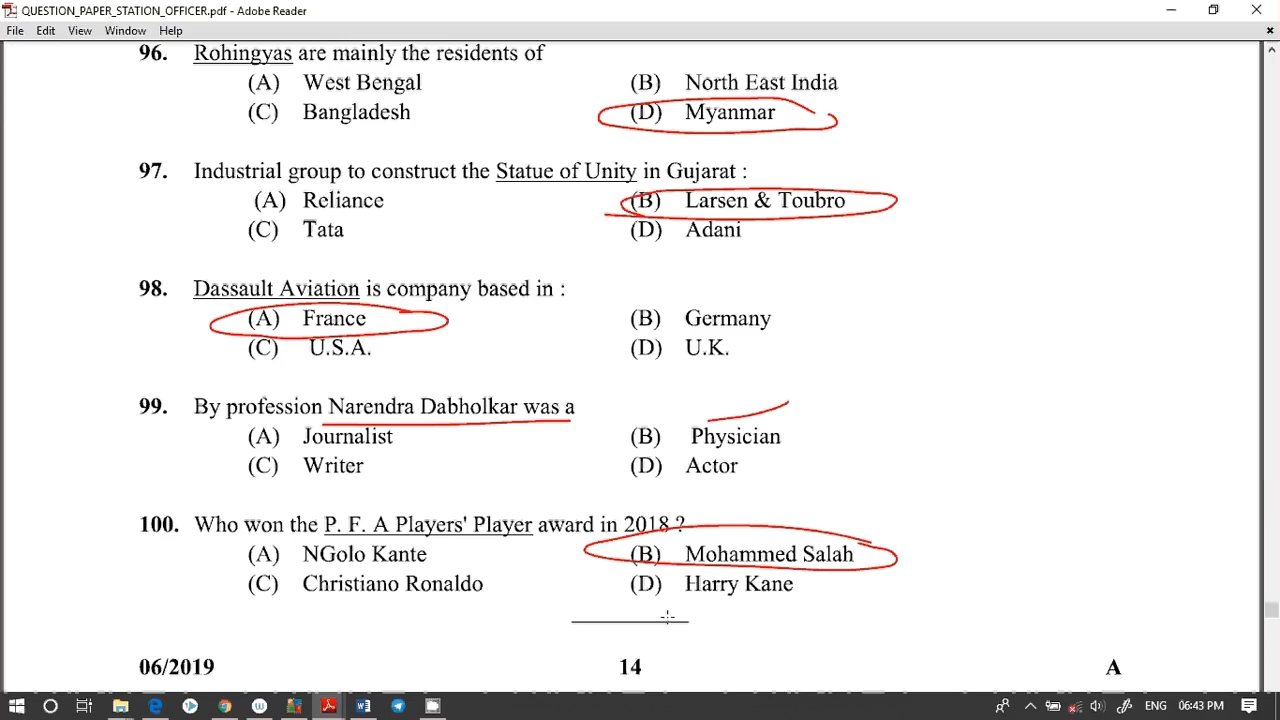 QUESTION_PAPER_STATION_OFFICER.pdf - Adobe Reader
File Edit View Window Help
96. Rohingyas are mainly the residents of
(A) West Bengal (B) North East India
(C) Bangladesh (D) Myanmar
97. Industrial group to construct the Statue of Unity in Gujarat :
(A) Reliance (B) Larsen & Toubro
(C) Tata (D) Adani
98. Dassault Aviation is company based in :
(A) France (B) Germany
(C) U.S.A. (D) U.K.
99. By profession Narendra Dabholkar was a
(A) Journalist (B) Physician
(C) Writer (D) Actor
100. Who won the P. F. A Players' Player award in 2018 ?
(A) NGolo Kante (B) Mohammed Salah
(C) Christiano Ronaldo (D) Harry Kane
06/2019 14 A
ENG 06:43 PM